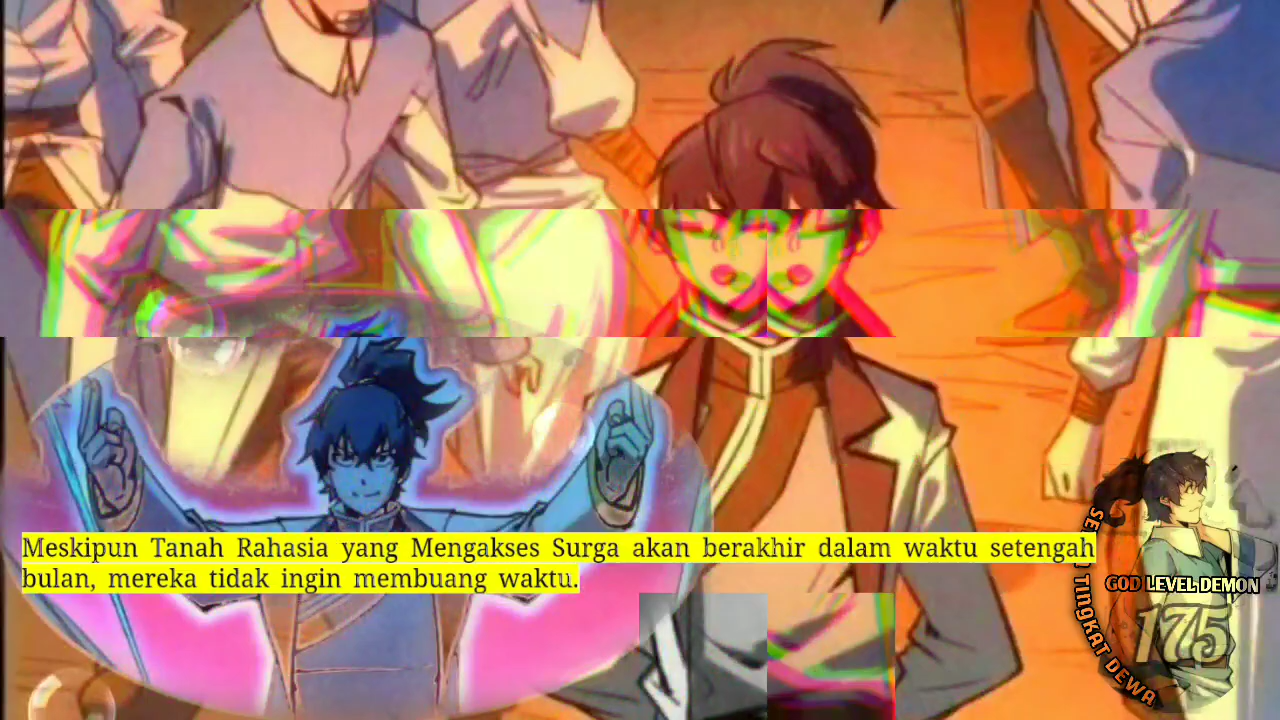 Meskipun Tanah Rahasia yang Mengakses Surga akan berakhir dalam waktu setengah
bulan, mereka tidak ingin membuang waktu.
GOD LEVEL DEMON
175
TINGKAT DEWA